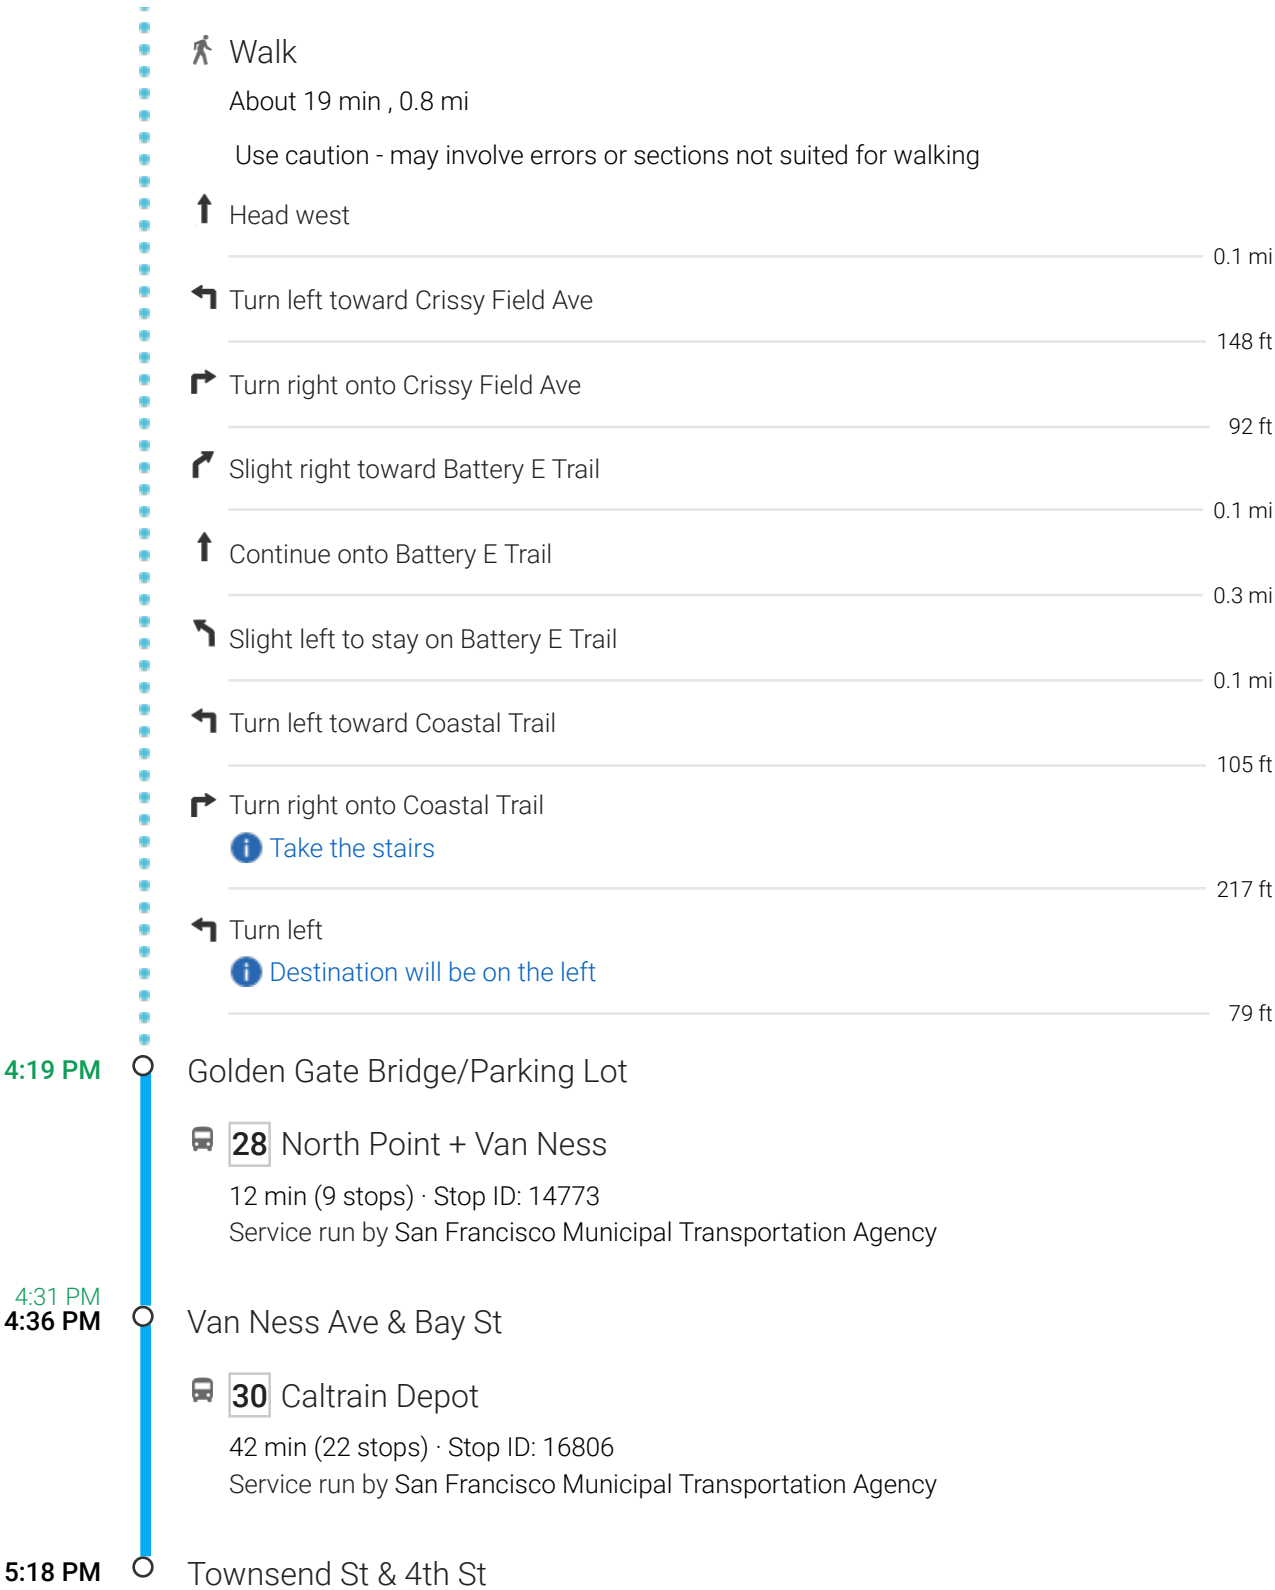 Walk
About 19 min , 0.8 mi
Use caution - may involve errors or sections not suited for walking
Head west
0.1 mi
Turn left toward Crissy Field Ave
148 ft
Turn right onto Crissy Field Ave
92 ft
Slight right toward Battery E Trail
0.1 mi
Continue onto Battery E Trail
0.3 mi
Slight left to stay on Battery E Trail
0.1 mi
Turn left toward Coastal Trail
105 ft
Turn right onto Coastal Trail
Take the stairs
217 ft
Turn left
Destination will be on the left
79 ft
4:19 PM Golden Gate Bridge/Parking Lot
28 North Point + Van Ness
12 min (9 stops) · Stop ID: 14773
Service run by San Francisco Municipal Transportation Agency
4:31 PM
4:36 PM Van Ness Ave & Bay St
30 Caltrain Depot
42 min (22 stops) · Stop ID: 16806
Service run by San Francisco Municipal Transportation Agency
5:18 PM Townsend St & 4th St